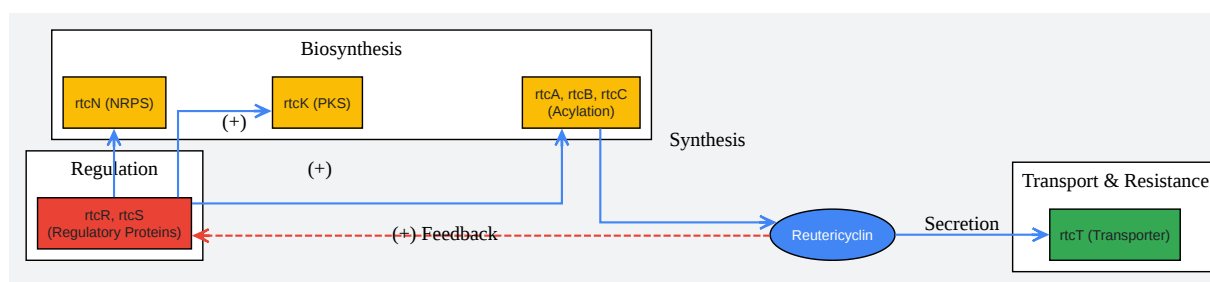 Biosynthesis
rtcN (NRPS)
rtcK (PKS)
rtcA, rtcB, rtcC
(Acylation)
(+)
Synthesis
Regulation
(+)
Transport & Resistance
rtcR, rtcS
(Regulatory Proteins)
(+) Feedback
Reutericyclin
Secretion
rtcT (Transporter)